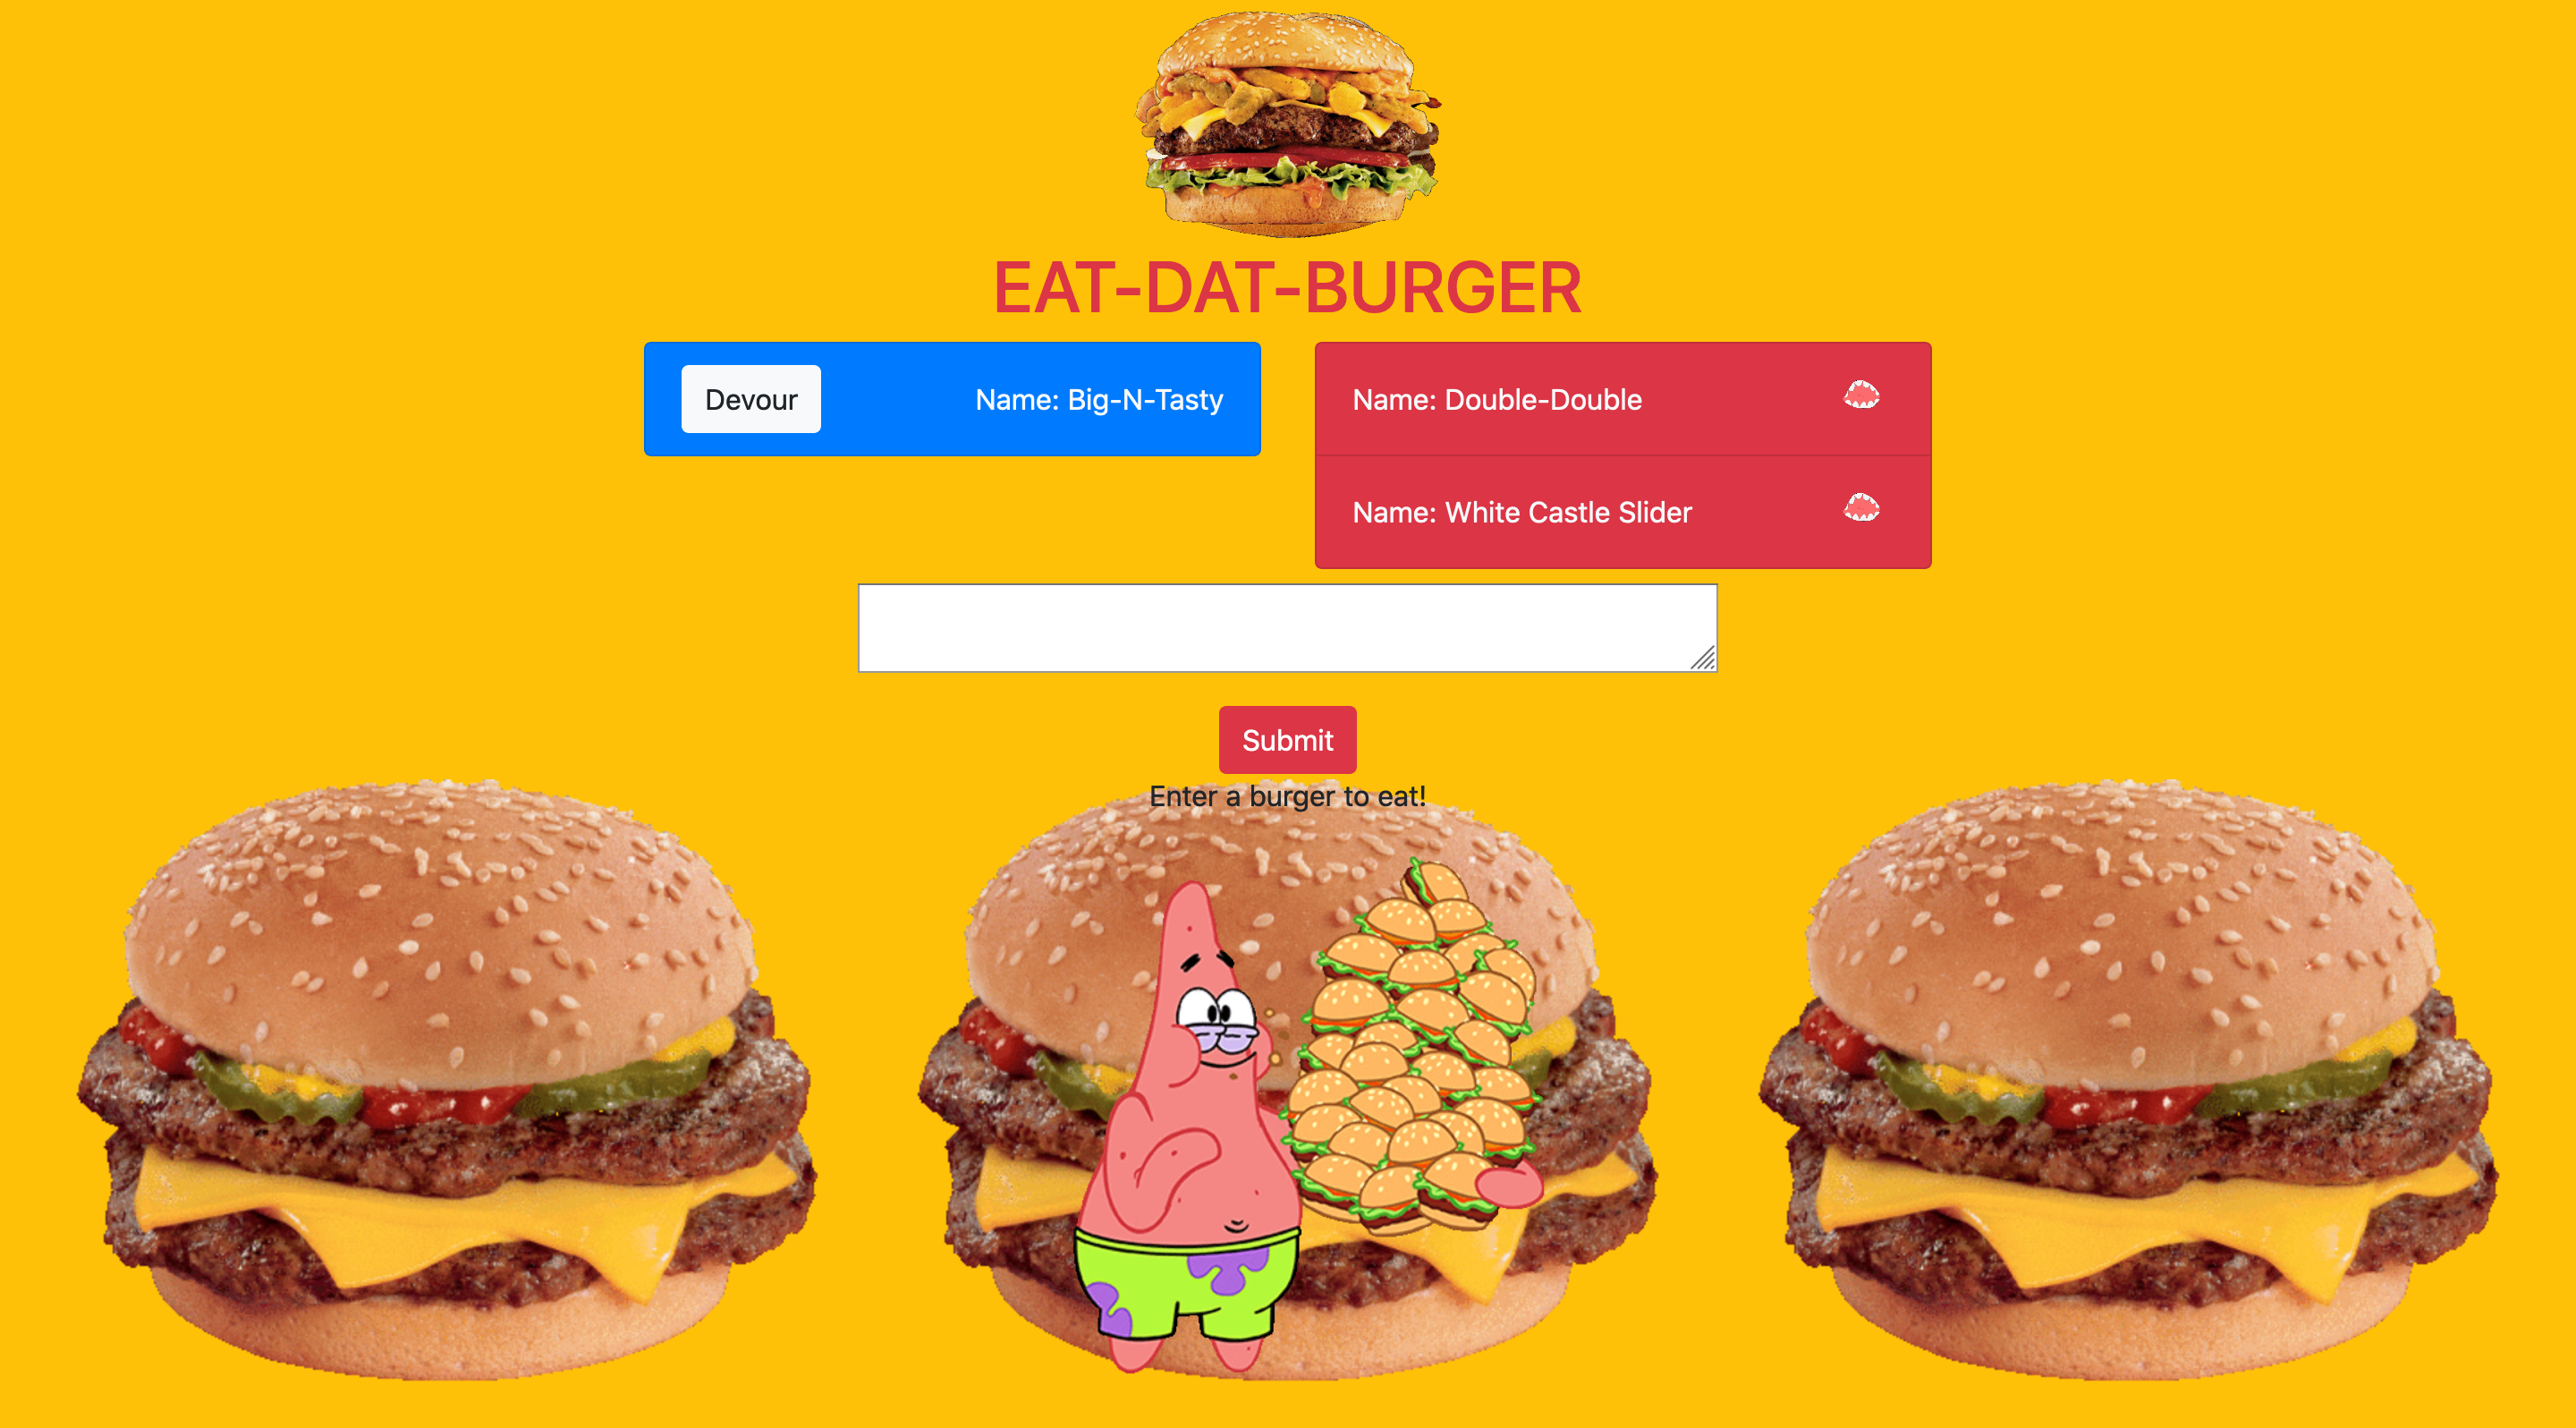 EAT-DAT-BURGER
Devour
Name: Big-N-Tasty
Name: Double-Double
Name: White Castle Slider
Submit
Enter a burger to eat!